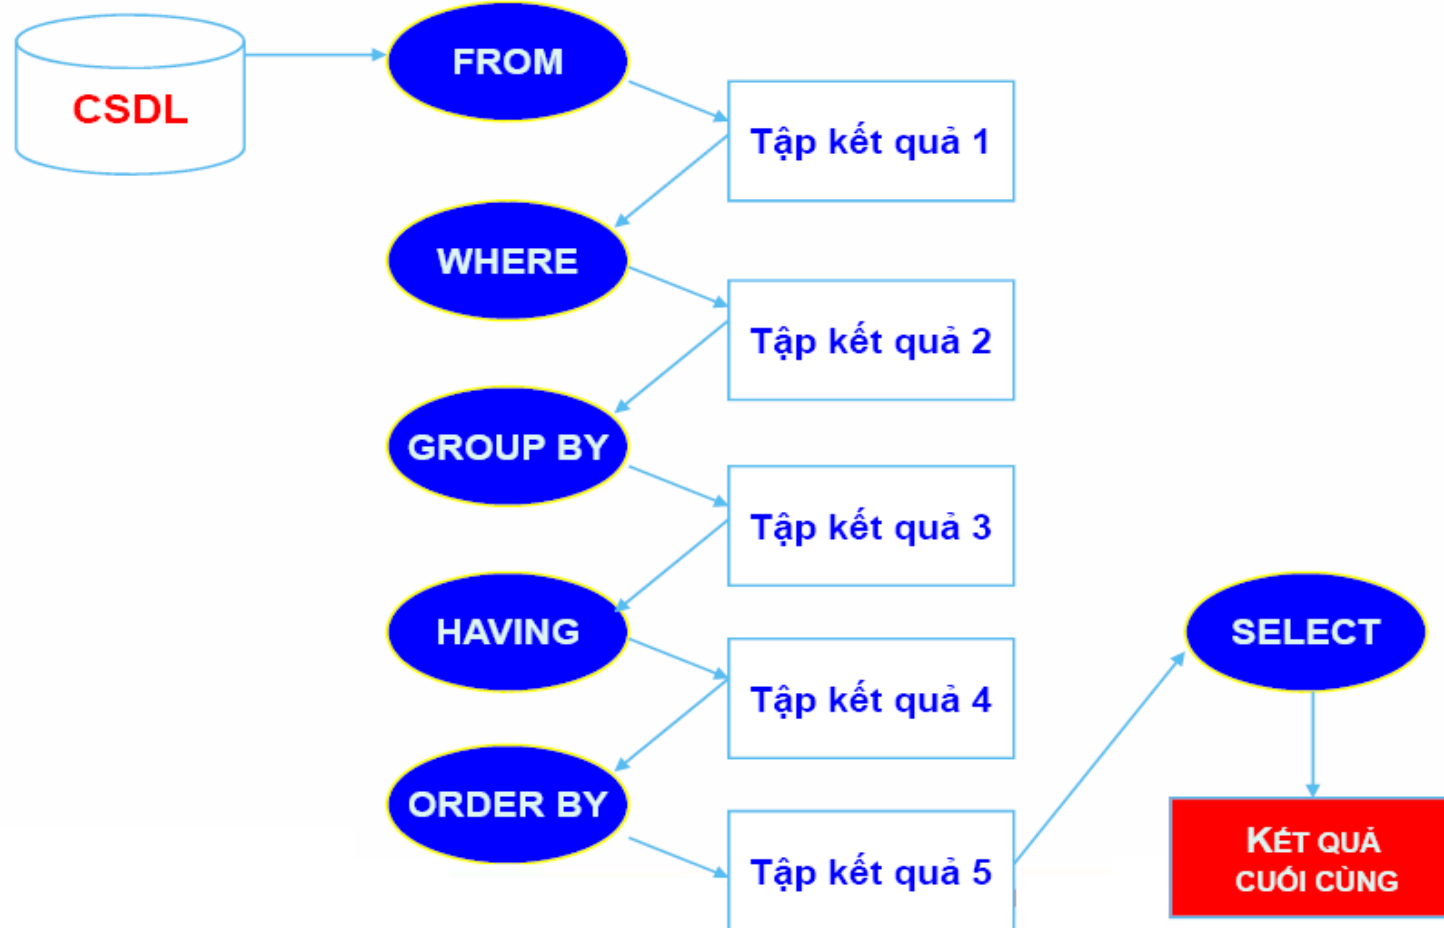 CSDL
FROM
Tập kết quả 1
WHERE
Tập kết quả 2
GROUP BY
Tập kết quả 3
HAVING
Tập kết quả 4
ORDER BY
Tập kết quả 5
SELECT
KẾT QUẢ
CUỐI CÙNG